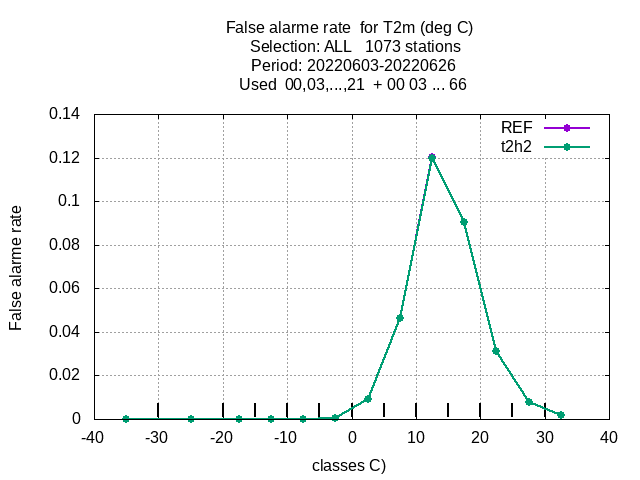 False alarme rate  for T2m (deg C)
Selection: ALL   1073 stations
Period: 20220603-20220626
Used  00,03,...,21  + 00 03 ... 66
REF
t2h2
0.14
0.12
0.1
0.08
0.06
0.04
0.02
0
False alarme rate
-40 -30 -20 -10 0 10 20 30 40
classes C)